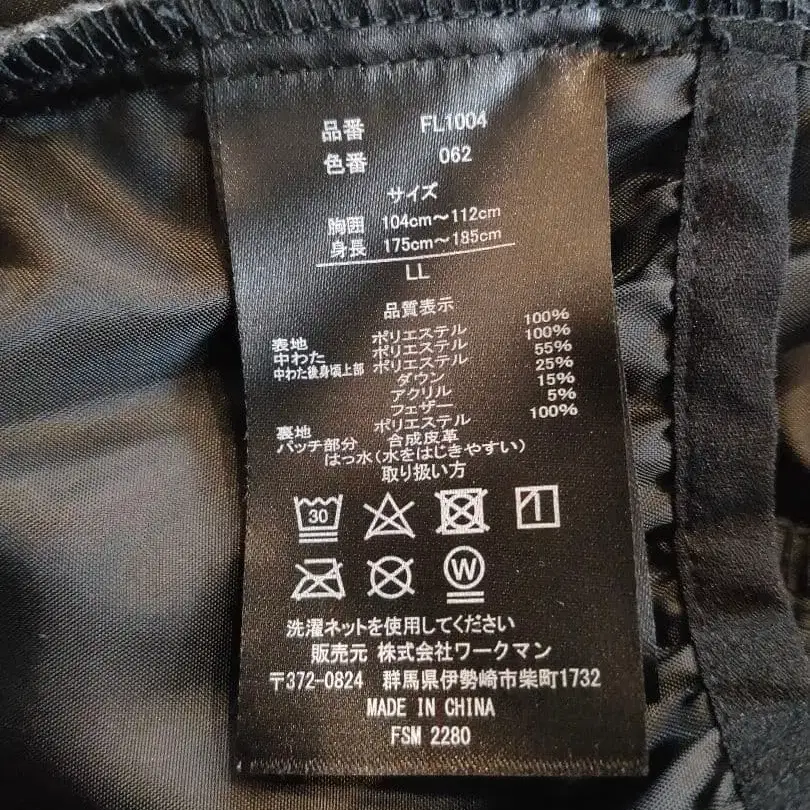 品番 FL1004
色番 062
サイズ
胸囲 104cm～112cm
身長 175cm～185cm
LL
品質表示
表地 ポリエステル 100%
中わた ポリエステル 100%
中わた後身頃上部 ポリエステル 55%
ダウン 25%
アクリル 15%
フェザー 5%
裏地 ポリエステル 100%
パッチ部分 合成皮革
はっ水(水をはじきやすい)
取り扱い方
30
W
洗濯ネットを使用してください
販売元 株式会社ワークマン
〒372-0824 群馬県伊勢崎市柴町1732
MADE IN CHINA
FSM 2280